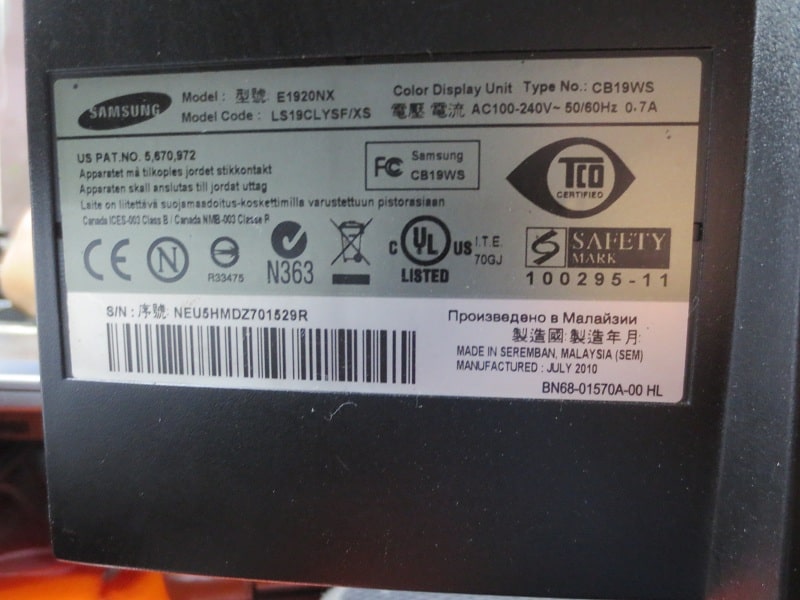 SAMSUNG
Model : 型號: E1920NX
Model Code : LS19CLYSF/XS
Color Display Unit Type No.: CB19WS
電壓 電流 AC100-240V~ 50/60Hz 0.7A
US PAT.NO. 5,670,972
Apparatet må tilkoples jordet stikkontakt
Apparaten skall anslutas till jordat uttag
Laite on liitettävä suojamaadoitus-koskettimilla varustettuun pistorasiaan
Canada ICES-003 Class B / Canada NMB-003 Classe B
FC Samsung
CB19WS
TCO
CERTIFIED
CE
N
R33475
N363
c UL US
LISTED
I.T.E.
70GJ
S SAFETY
MARK
100295-11
S/N : 序號: NEU5HMDZ701529R
Произведено в Малайзии
製造國: 製造年月:
MADE IN SEREMBAN, MALAYSIA (SEM)
MANUFACTURED : JULY 2010
BN68-01570A-00 HL